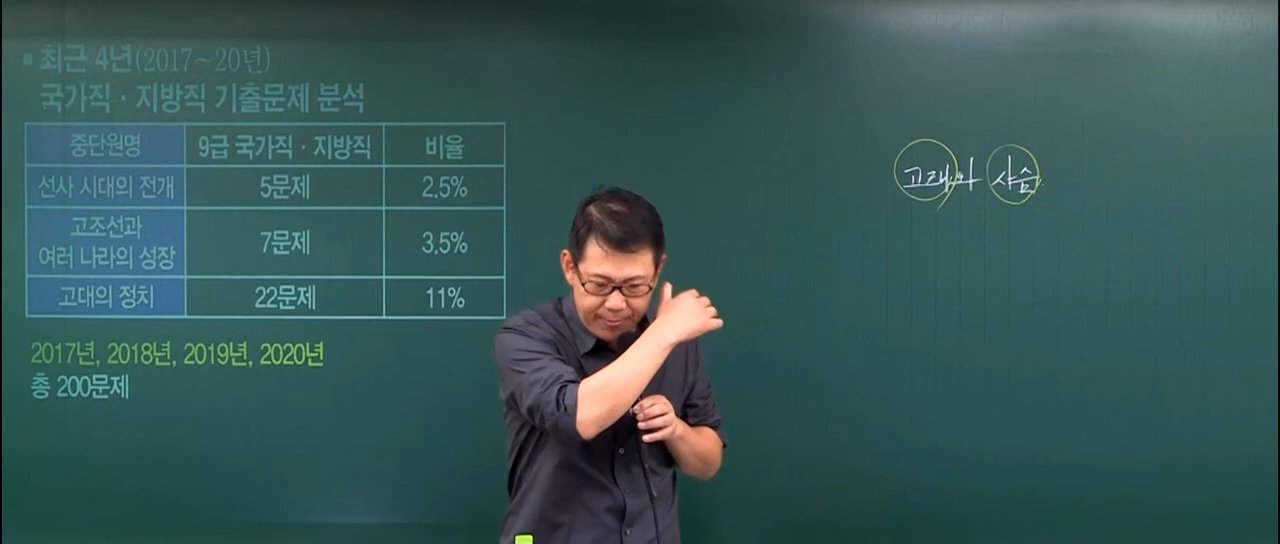 ▪ 최근 4년(2017~20년)
국가직 · 지방직 기출문제 분석
중단원명 9급 국가직 · 지방직 비율
선사 시대의 전개 5문제 2.5%
고조선과
여러 나라의 성장 7문제 3.5%
고대의 정치 22문제 11%
2017년, 2018년, 2019년, 2020년
총 200문제
고대와 사슴